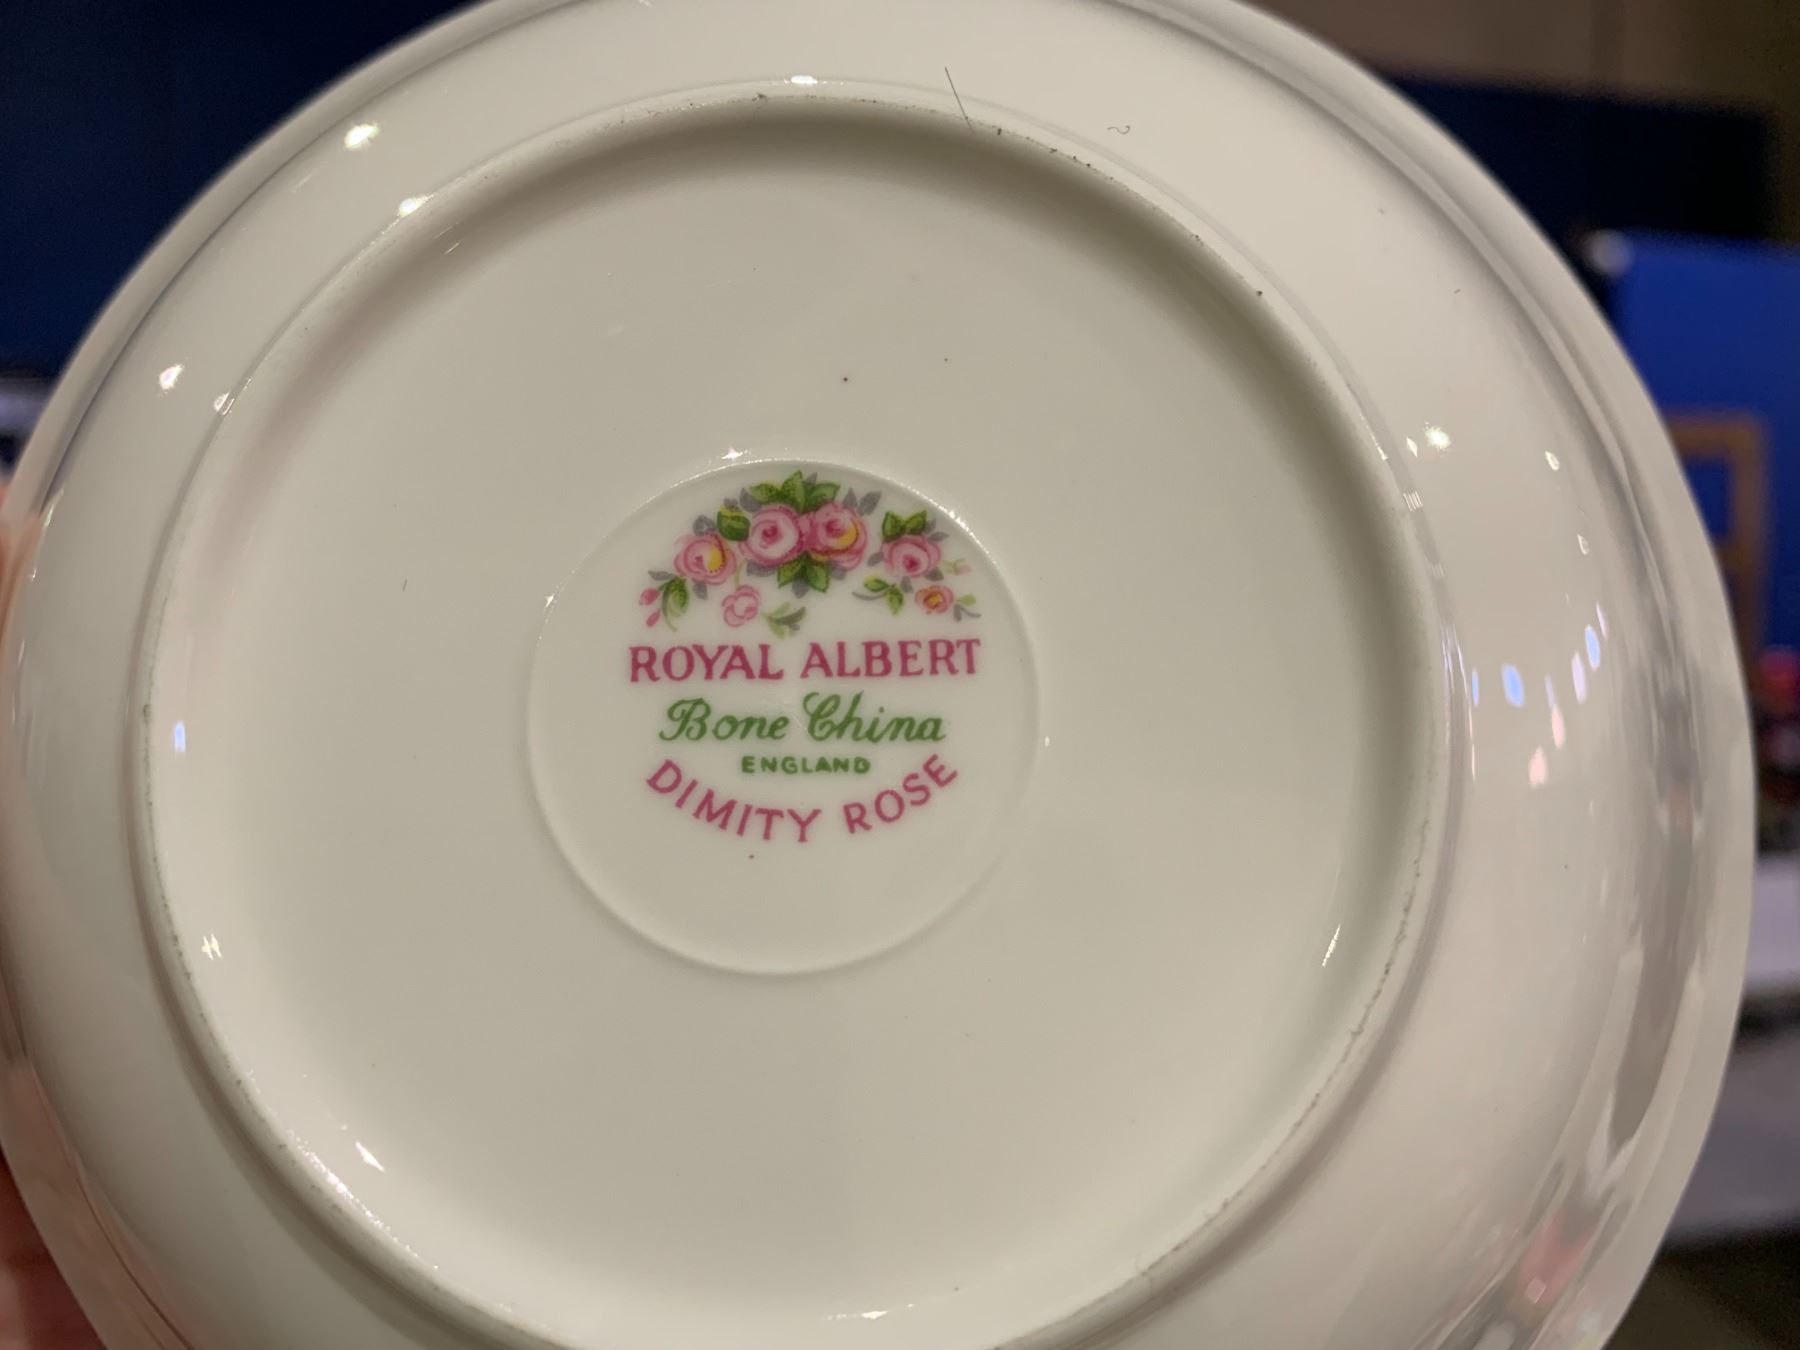 ROYAL ALBERT
Bone China
ENGLAND
DIMITY ROSE